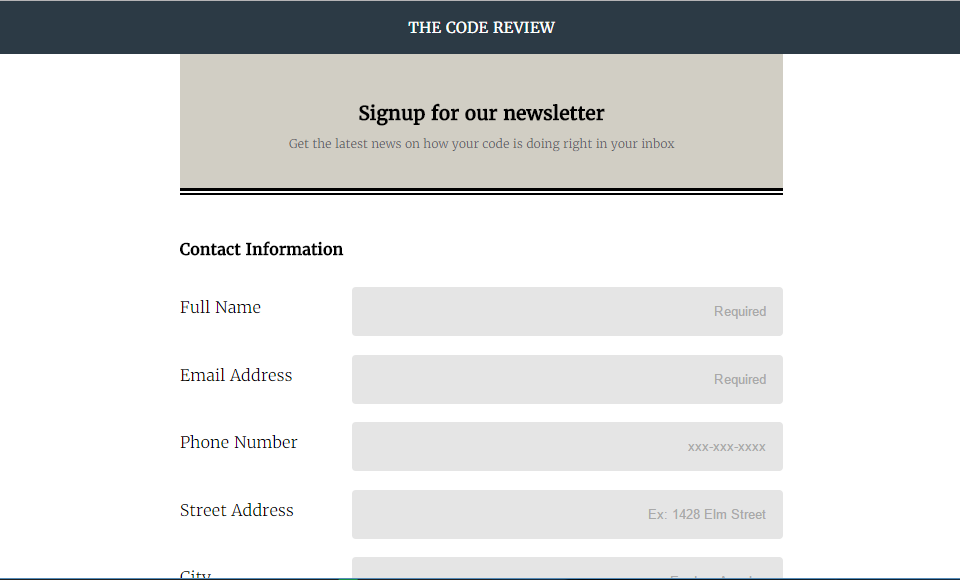 THE CODE REVIEW
Signup for our newsletter
Get the latest news on how your code is doing right in your inbox
Contact Information
Full Name
Required
Email Address
Required
Phone Number
xxx-xxx-xxxx
Street Address
Ex: 1428 Elm Street
City